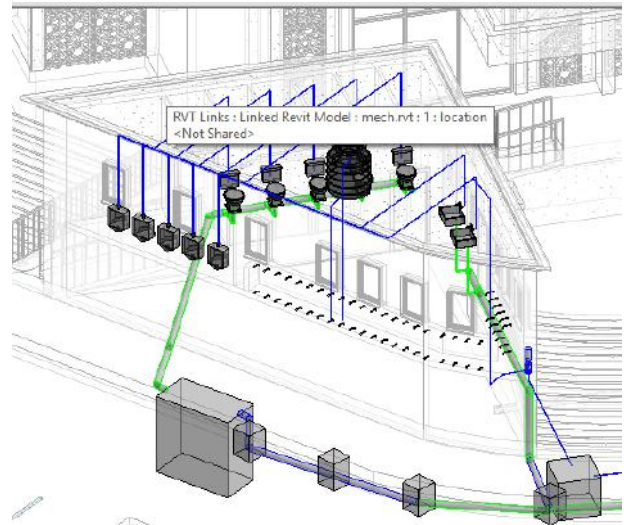 RVT Links : Linked Revit Model : mech.rvt : 1 : location
<Not Shared>